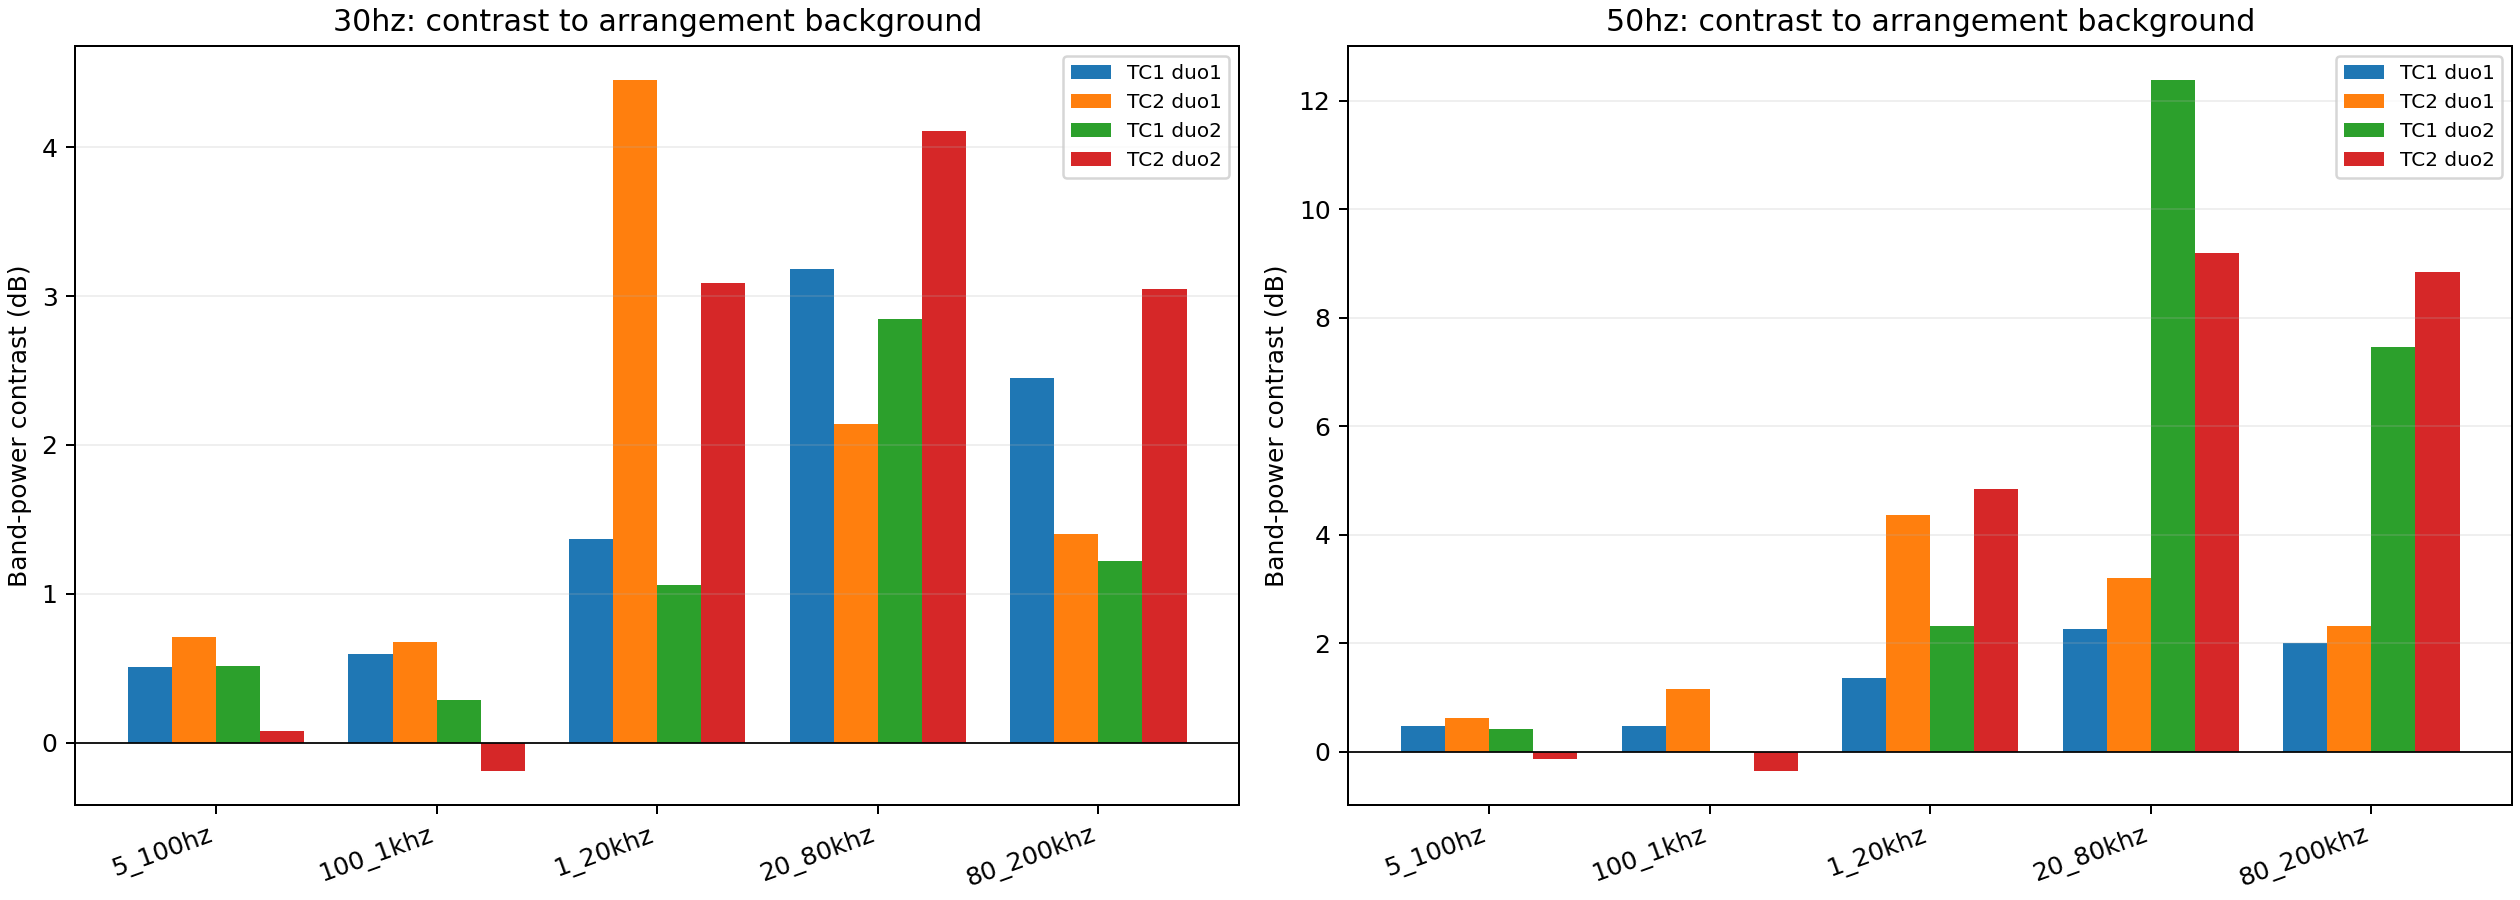 30hz: contrast to arrangement background
Band-power contrast (dB)
4
3
2
1
0
TC1 duo1
TC2 duo1
TC1 duo2
TC2 duo2
5_100hz
100_1khz
1_20khz
20_80khz
80_200khz
50hz: contrast to arrangement background
Band-power contrast (dB)
12
10
8
6
4
2
0
TC1 duo1
TC2 duo1
TC1 duo2
TC2 duo2
5_100hz
100_1khz
1_20khz
20_80khz
80_200khz